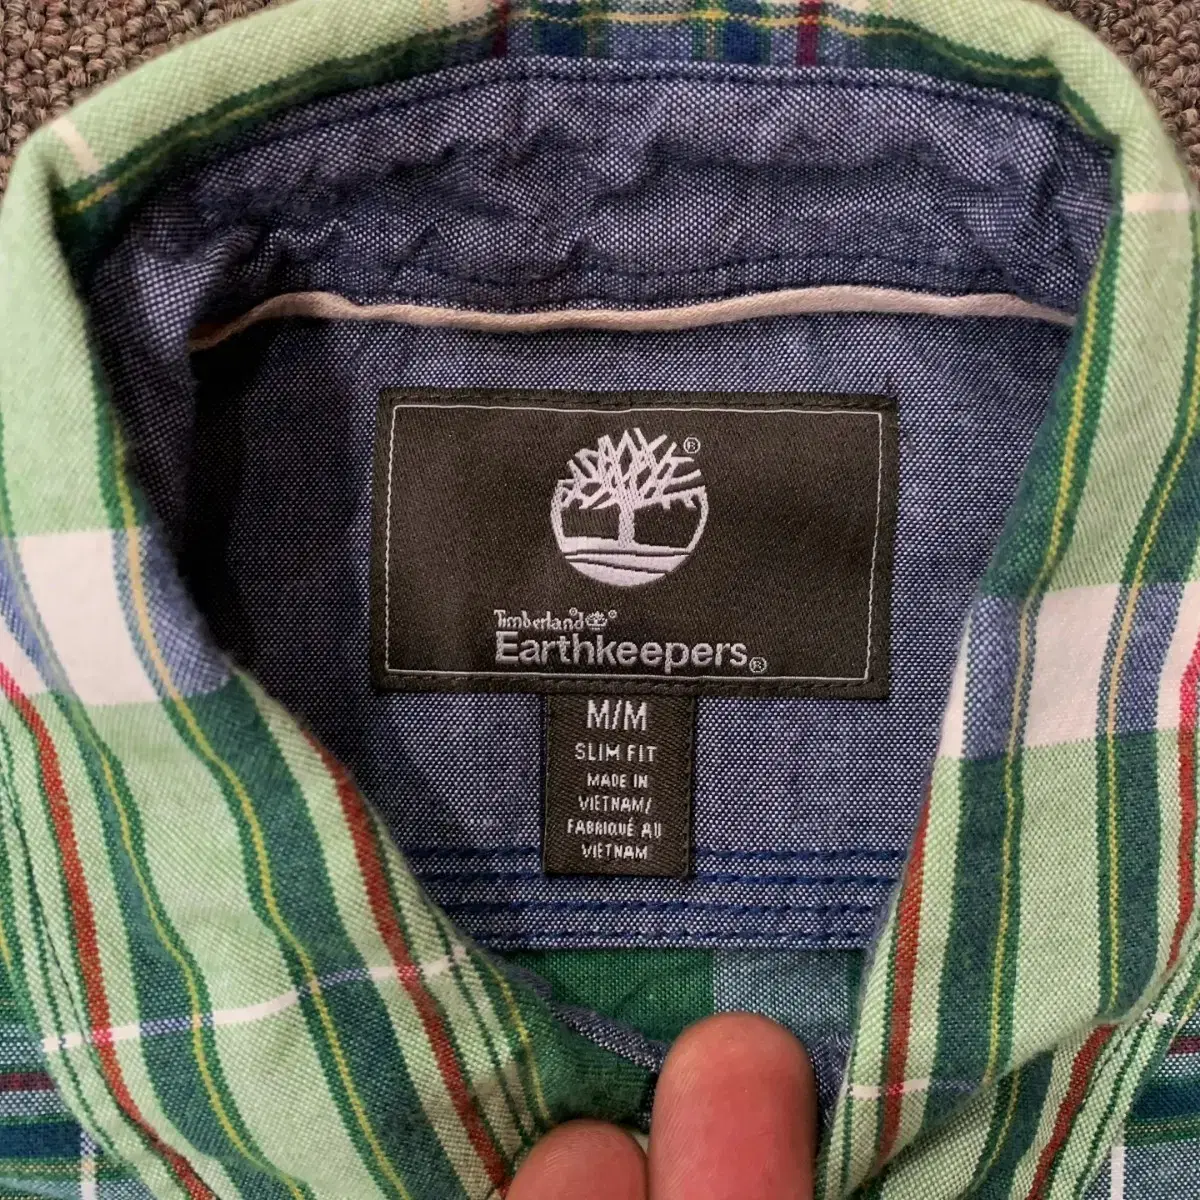 ®
Timberland®®
Earthkeepers®
M/M
SLIM FIT
MADE IN
VIETNAM/
FABRIQUÉ AU
VIETNAM